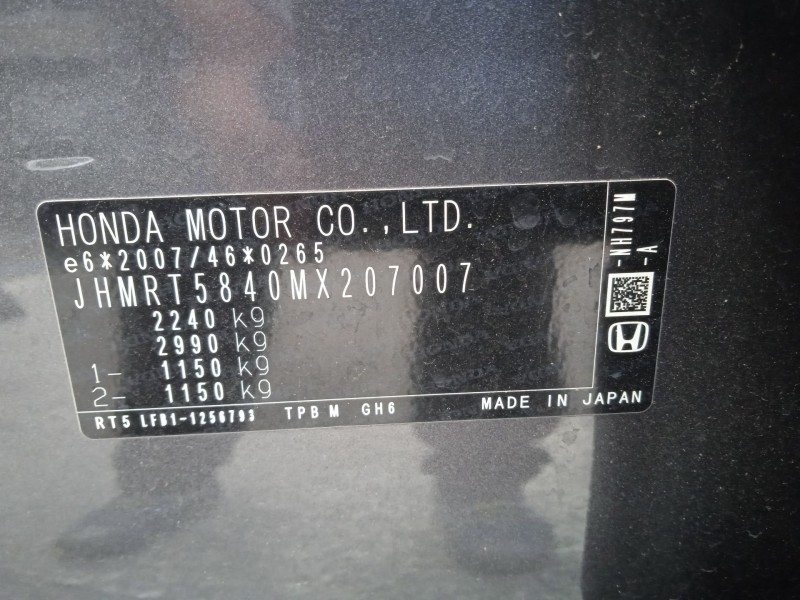 HONDA MOTOR CO.,LTD.
e6*2007/46*0265
JHMRT5840MX207007
2240 kg
2990 kg
1- 1150 kg
2- 1150 kg
RT5 LFB1-1256793 TPBM GH6 MADE IN JAPAN
-NH797M
-A